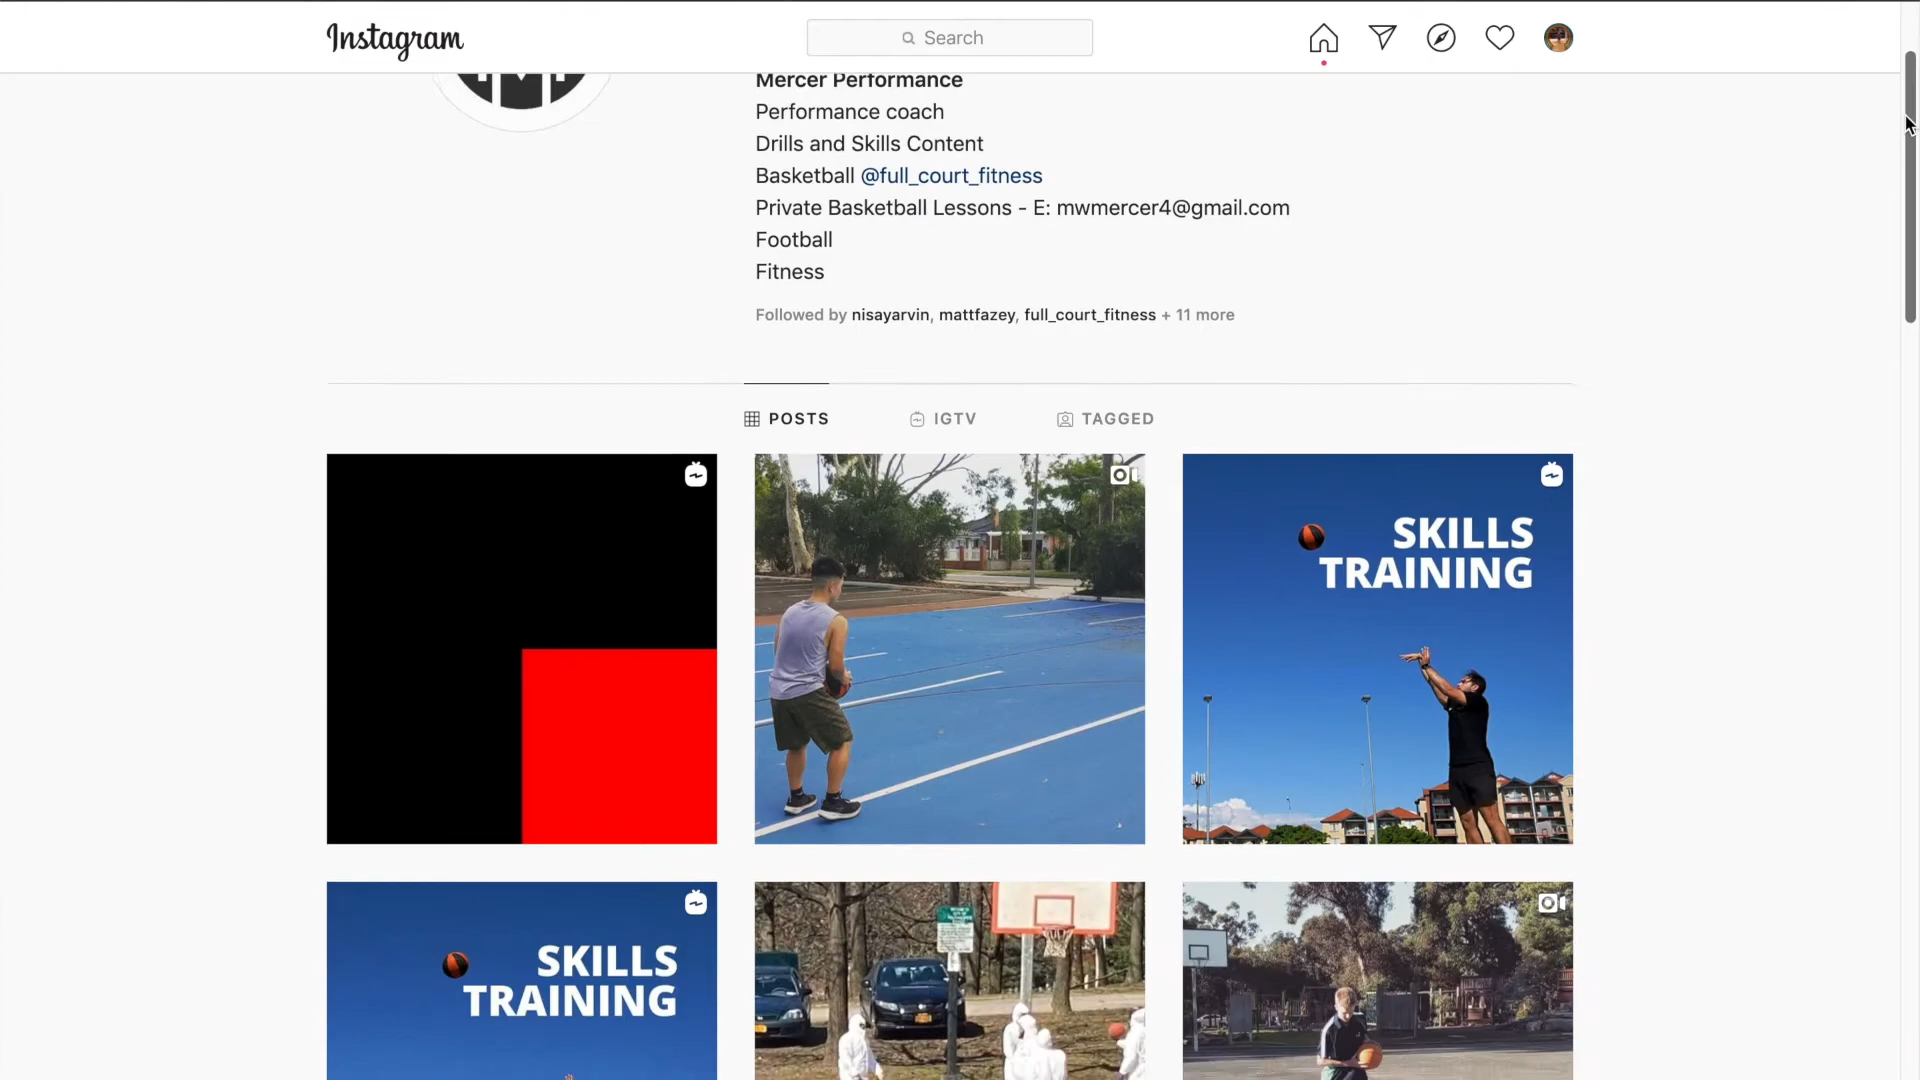 Instagram
Search
Mercer Performance
Performance coach
Drills and Skills Content
Basketball @full_court_fitness
Private Basketball Lessons - E: mwmercer4@gmail.com
Football
Fitness
Followed by nisayarvin, mattfazey, full_court_fitness + 11 more
POSTS
IGTV
TAGGED
SKILLS
TRAINING
SKILLS
TRAINING